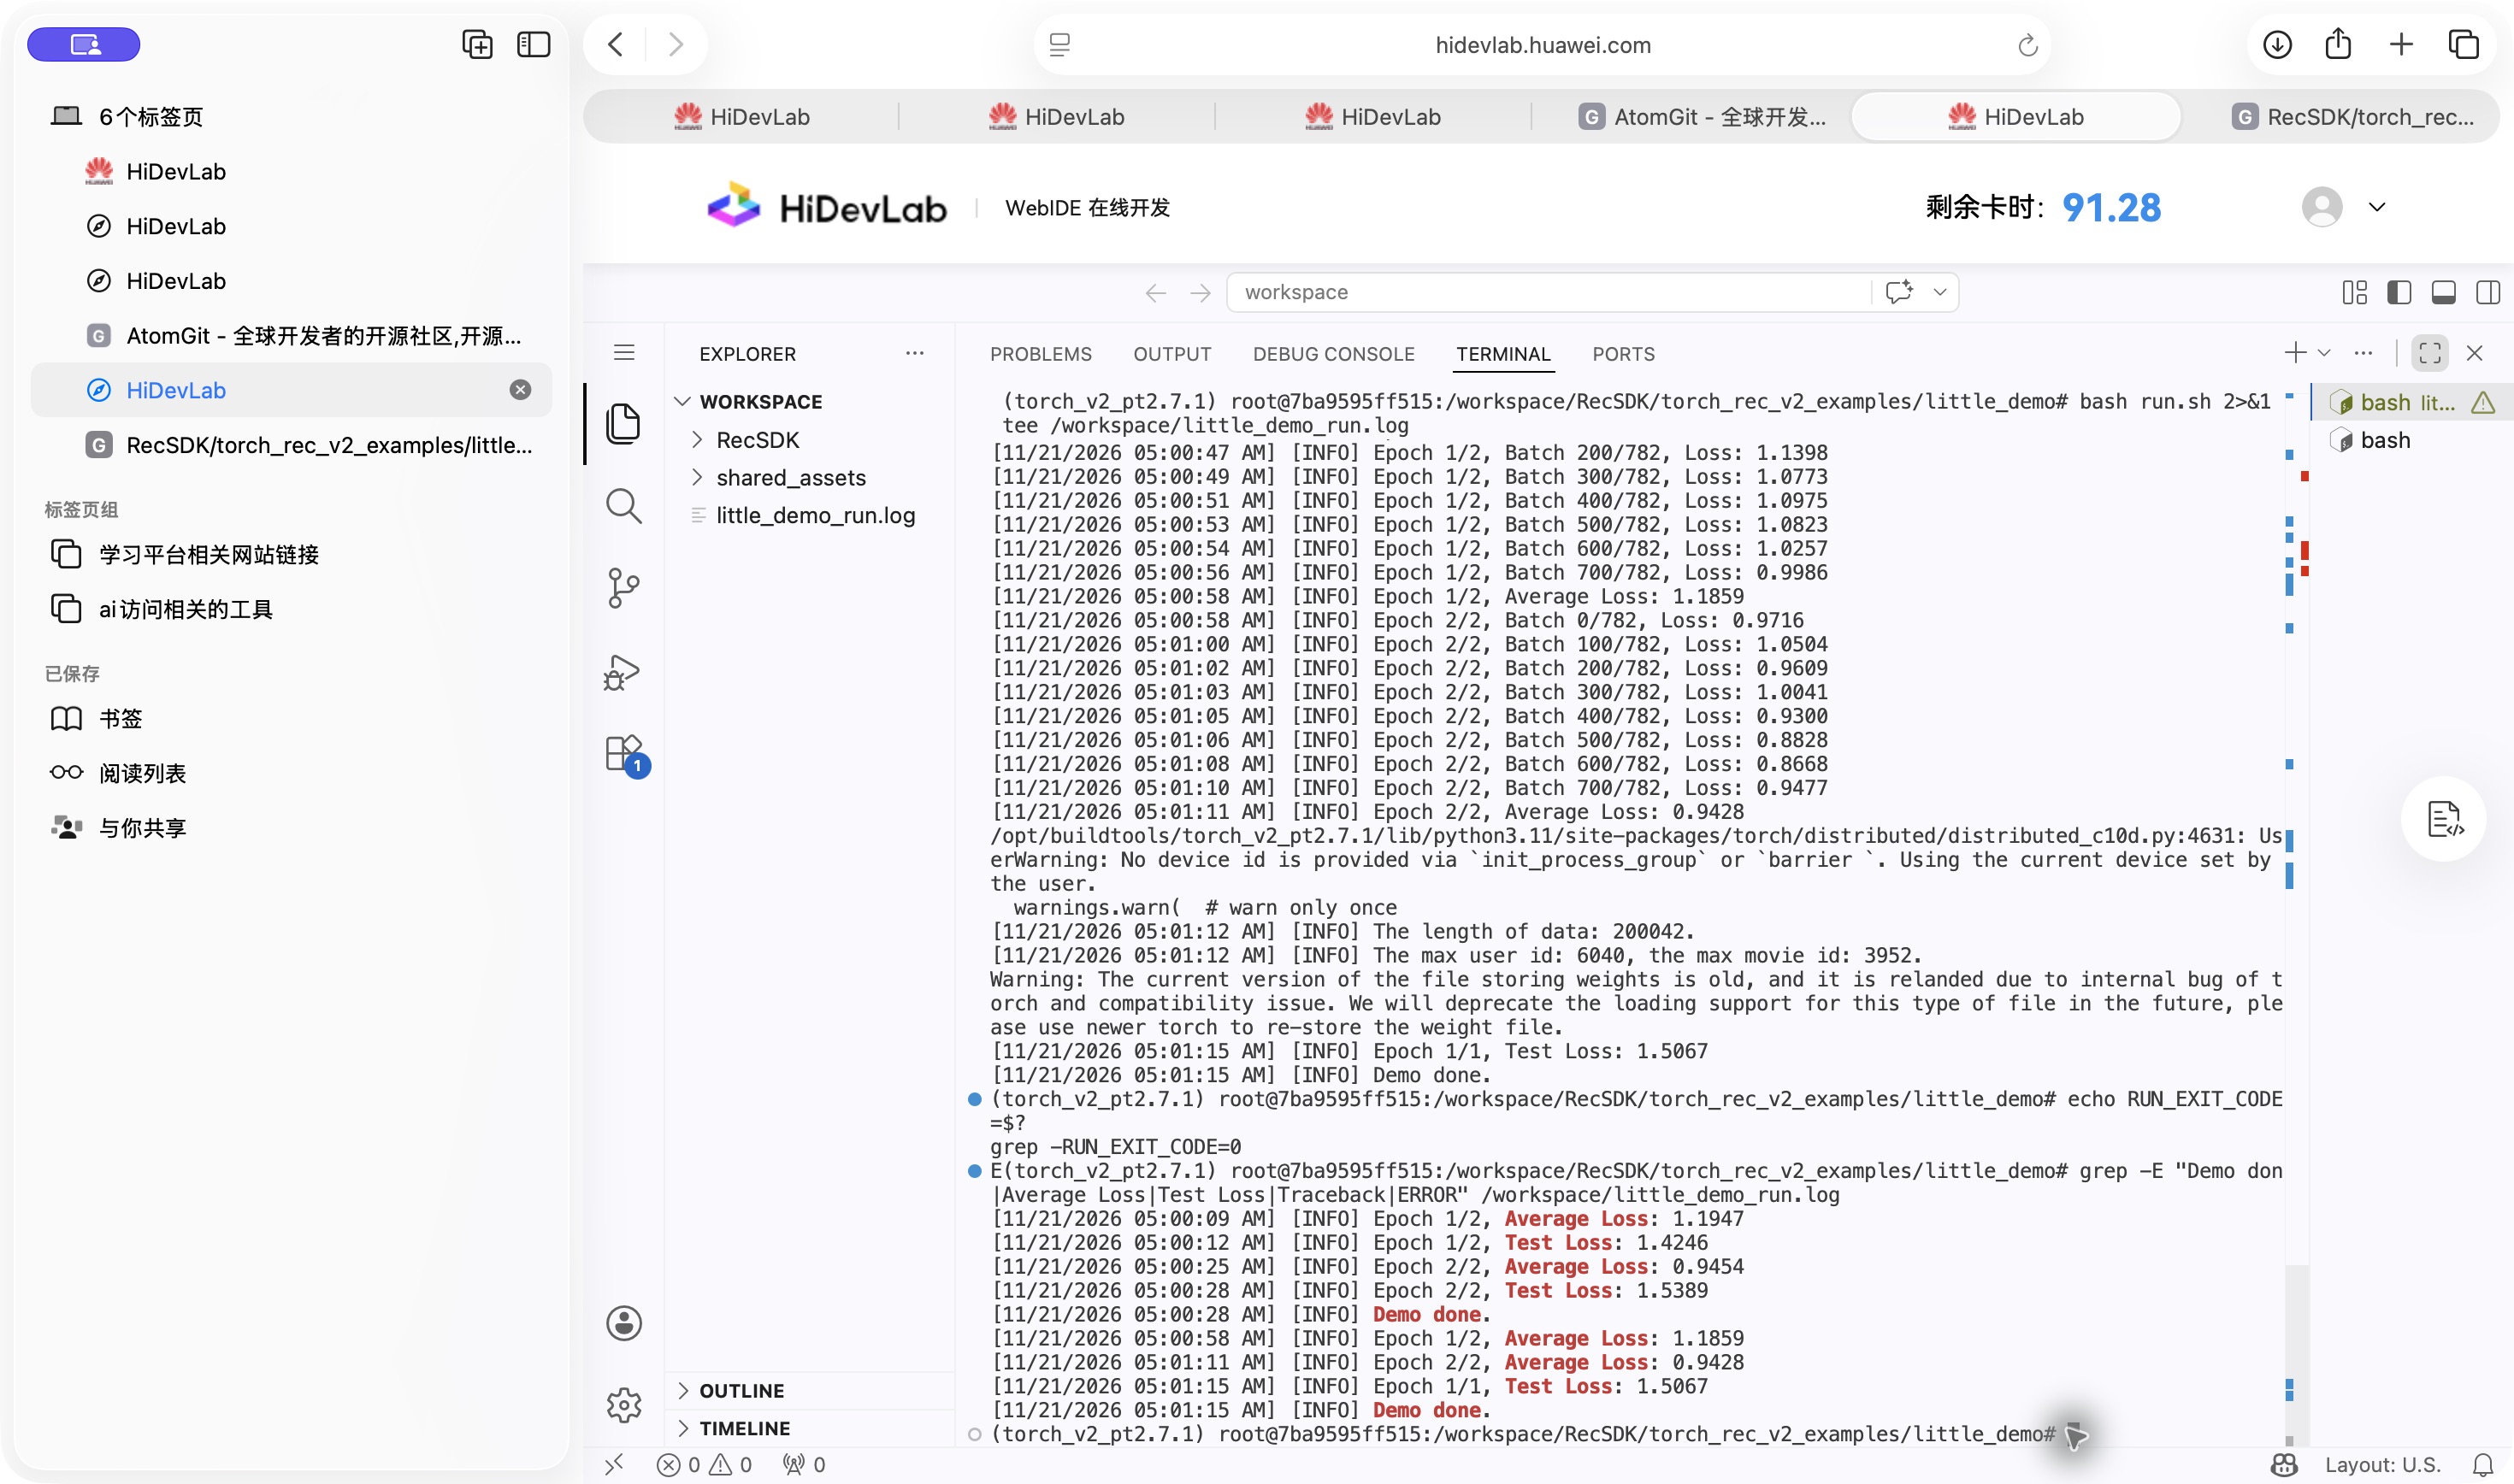 6个标签页
HiDevLab
HiDevLab
HiDevLab
AtomGit - 全球开发者的开源社区,开源...
HiDevLab
RecSDK/torch_rec_v2_examples/little...
标签页组
学习平台相关网站链接
ai访问相关的工具
已保存
书签
阅读列表
与你共享
hidevlab.huawei.com
HiDevLab
HiDevLab
HiDevLab
AtomGit - 全球开发...
HiDevLab
RecSDK/torch_rec...
HiDevLab
WebIDE 在线开发
剩余卡时: 91.28
workspace
EXPLORER
WORKSPACE
RecSDK
shared_assets
little_demo_run.log
OUTLINE
TIMELINE
1
PROBLEMS OUTPUT DEBUG CONSOLE TERMINAL PORTS
(torch_v2_pt2.7.1) root@7ba9595ff515:/workspace/RecSDK/torch_rec_v2_examples/little_demo# bash run.sh 2>&1
tee /workspace/little_demo_run.log
[11/21/2026 05:00:47 AM] [INFO] Epoch 1/2, Batch 200/782, Loss: 1.1398
[11/21/2026 05:00:49 AM] [INFO] Epoch 1/2, Batch 300/782, Loss: 1.0773
[11/21/2026 05:00:51 AM] [INFO] Epoch 1/2, Batch 400/782, Loss: 1.0975
[11/21/2026 05:00:53 AM] [INFO] Epoch 1/2, Batch 500/782, Loss: 1.0823
[11/21/2026 05:00:54 AM] [INFO] Epoch 1/2, Batch 600/782, Loss: 1.0257
[11/21/2026 05:00:56 AM] [INFO] Epoch 1/2, Batch 700/782, Loss: 0.9986
[11/21/2026 05:00:58 AM] [INFO] Epoch 1/2, Average Loss: 1.1859
[11/21/2026 05:00:58 AM] [INFO] Epoch 2/2, Batch 0/782, Loss: 0.9716
[11/21/2026 05:01:00 AM] [INFO] Epoch 2/2, Batch 100/782, Loss: 1.0504
[11/21/2026 05:01:02 AM] [INFO] Epoch 2/2, Batch 200/782, Loss: 0.9609
[11/21/2026 05:01:03 AM] [INFO] Epoch 2/2, Batch 300/782, Loss: 1.0041
[11/21/2026 05:01:05 AM] [INFO] Epoch 2/2, Batch 400/782, Loss: 0.9300
[11/21/2026 05:01:06 AM] [INFO] Epoch 2/2, Batch 500/782, Loss: 0.8828
[11/21/2026 05:01:08 AM] [INFO] Epoch 2/2, Batch 600/782, Loss: 0.8668
[11/21/2026 05:01:10 AM] [INFO] Epoch 2/2, Batch 700/782, Loss: 0.9477
[11/21/2026 05:01:11 AM] [INFO] Epoch 2/2, Average Loss: 0.9428
/opt/buildtools/torch_v2_pt2.7.1/lib/python3.11/site-packages/torch/distributed/distributed_c10d.py:4631: Us
erWarning: No device id is provided via `init_process_group` or `barrier `. Using the current device set by
the user.
warnings.warn(  # warn only once
[11/21/2026 05:01:12 AM] [INFO] The length of data: 200042.
[11/21/2026 05:01:12 AM] [INFO] The max user id: 6040, the max movie id: 3952.
Warning: The current version of the file storing weights is old, and it is relanded due to internal bug of t
orch and compatibility issue. We will deprecate the loading support for this type of file in the future, ple
ase use newer torch to re-store the weight file.
[11/21/2026 05:01:15 AM] [INFO] Epoch 1/1, Test Loss: 1.5067
[11/21/2026 05:01:15 AM] [INFO] Demo done.
(torch_v2_pt2.7.1) root@7ba9595ff515:/workspace/RecSDK/torch_rec_v2_examples/little_demo# echo RUN_EXIT_CODE
=$?
grep -RUN_EXIT_CODE=0
E(torch_v2_pt2.7.1) root@7ba9595ff515:/workspace/RecSDK/torch_rec_v2_examples/little_demo# grep -E "Demo don
|Average Loss|Test Loss|Traceback|ERROR" /workspace/little_demo_run.log
[11/21/2026 05:00:09 AM] [INFO] Epoch 1/2, Average Loss: 1.1947
[11/21/2026 05:00:12 AM] [INFO] Epoch 1/2, Test Loss: 1.4246
[11/21/2026 05:00:25 AM] [INFO] Epoch 2/2, Average Loss: 0.9454
[11/21/2026 05:00:28 AM] [INFO] Epoch 2/2, Test Loss: 1.5389
[11/21/2026 05:00:28 AM] [INFO] Demo done.
[11/21/2026 05:00:58 AM] [INFO] Epoch 1/2, Average Loss: 1.1859
[11/21/2026 05:01:11 AM] [INFO] Epoch 2/2, Average Loss: 0.9428
[11/21/2026 05:01:15 AM] [INFO] Epoch 1/1, Test Loss: 1.5067
[11/21/2026 05:01:15 AM] [INFO] Demo done.
(torch_v2_pt2.7.1) root@7ba9595ff515:/workspace/RecSDK/torch_rec_v2_examples/little_demo#
bash lit...
bash
0 0 0
Layout: U.S.